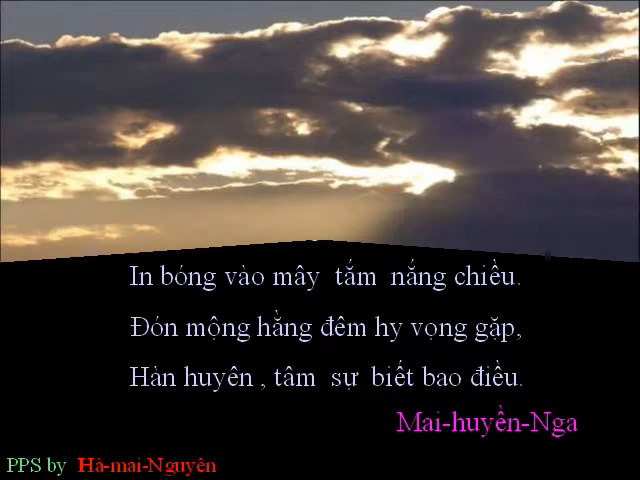 In bóng vào mây tắm nắng chiều.
Đón mộng hằng đêm hy vọng gặp,
Hàn huyên , tâm sự biết bao điều.
Mai-huyền-Nga
PPS by Hà-mai-Nguyên